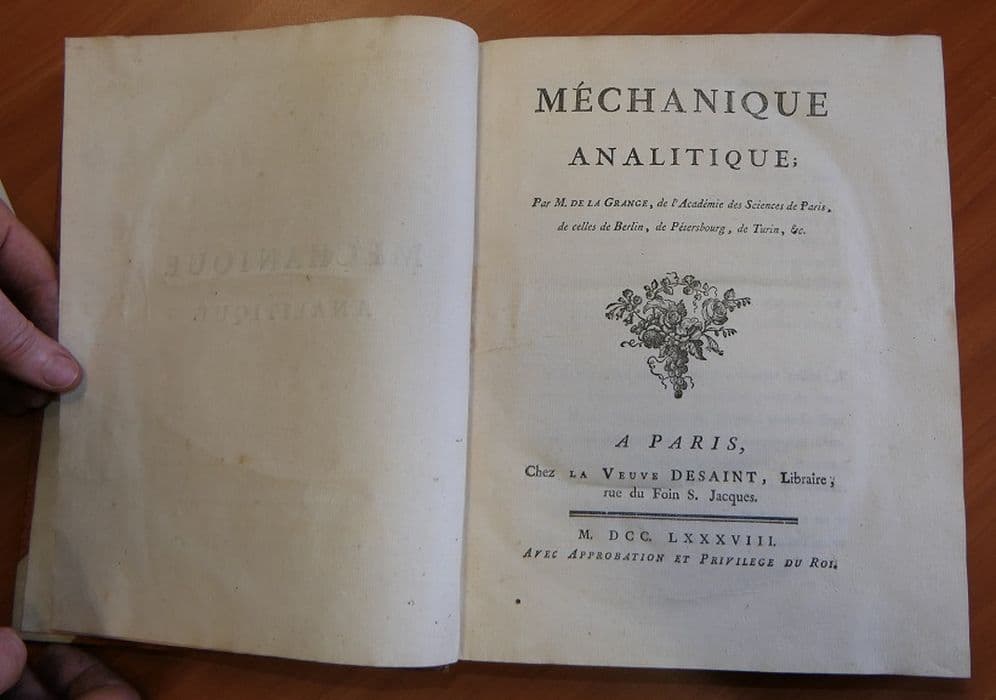 MÉCHANIQUE
ANALITIQUE;
MÉCHANIQUE
ANALITIQUE;
Par M. DE LA GRANGE, de l'Académie des Sciences de Paris,
de celles de Berlin, de Pétersbourg, de Turin, &c.
A PARIS,
Chez LA VEUVE DESAINT, Libraire,
rue du Foin S. Jacques.
M. DCC. LXXXVIII.
AVEC APPROBATION ET PRIVILEGE DU ROI.